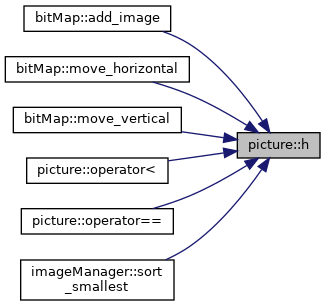 bitMap::add_image
bitMap::move_horizontal
bitMap::move_vertical
picture::h
picture::operator<
picture::operator==
imageManager::sort
_smallest